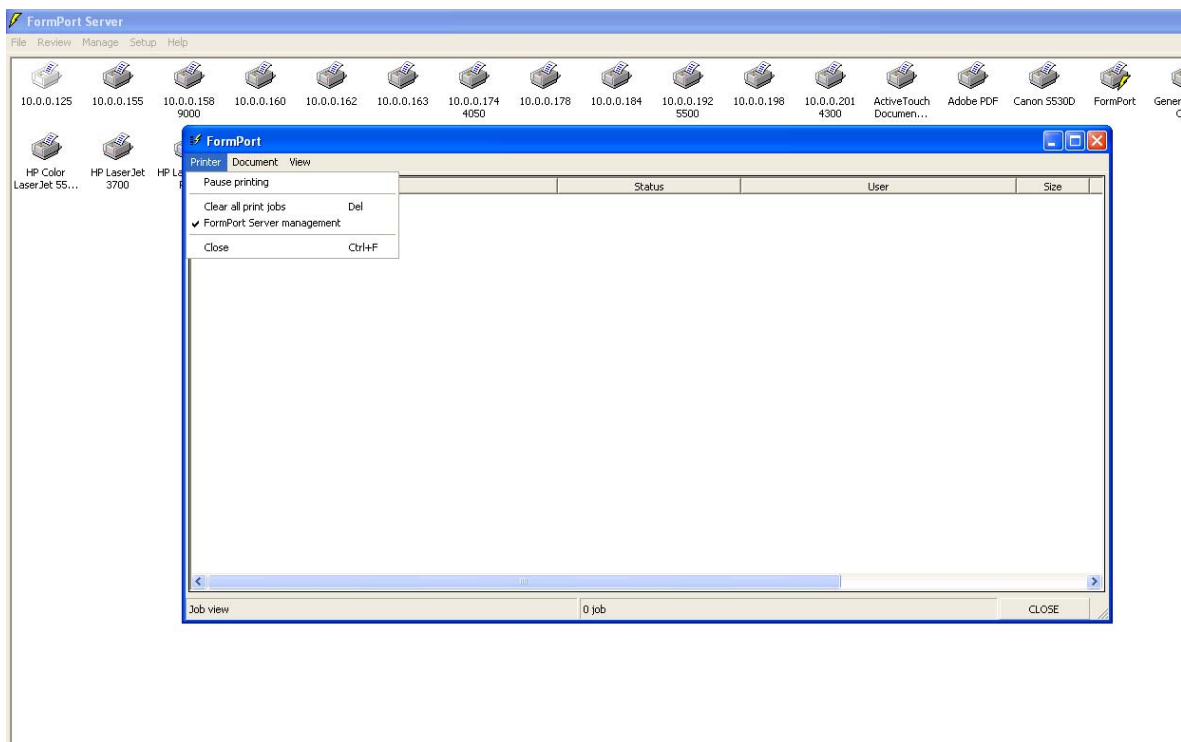 FormPort Server
File Review Manage Setup Help
10.0.0.125 10.0.0.155 10.0.0.158 10.0.0.160 10.0.0.162 10.0.0.163 10.0.0.174 10.0.0.178 10.0.0.184 10.0.0.192 10.0.0.198 10.0.0.201 ActiveTouch Adobe PDF Canon S530D FormPort Gener
9000 4050 5500 4300 Documen...
FormPort
HP Color HP LaserJet HP La
LaserJet 55... 3700
Printer Document View
Pause printing
Status User Size
Clear all print jobs Del
FormPort Server management
Close Ctrl+F
Job view 0 job CLOSE